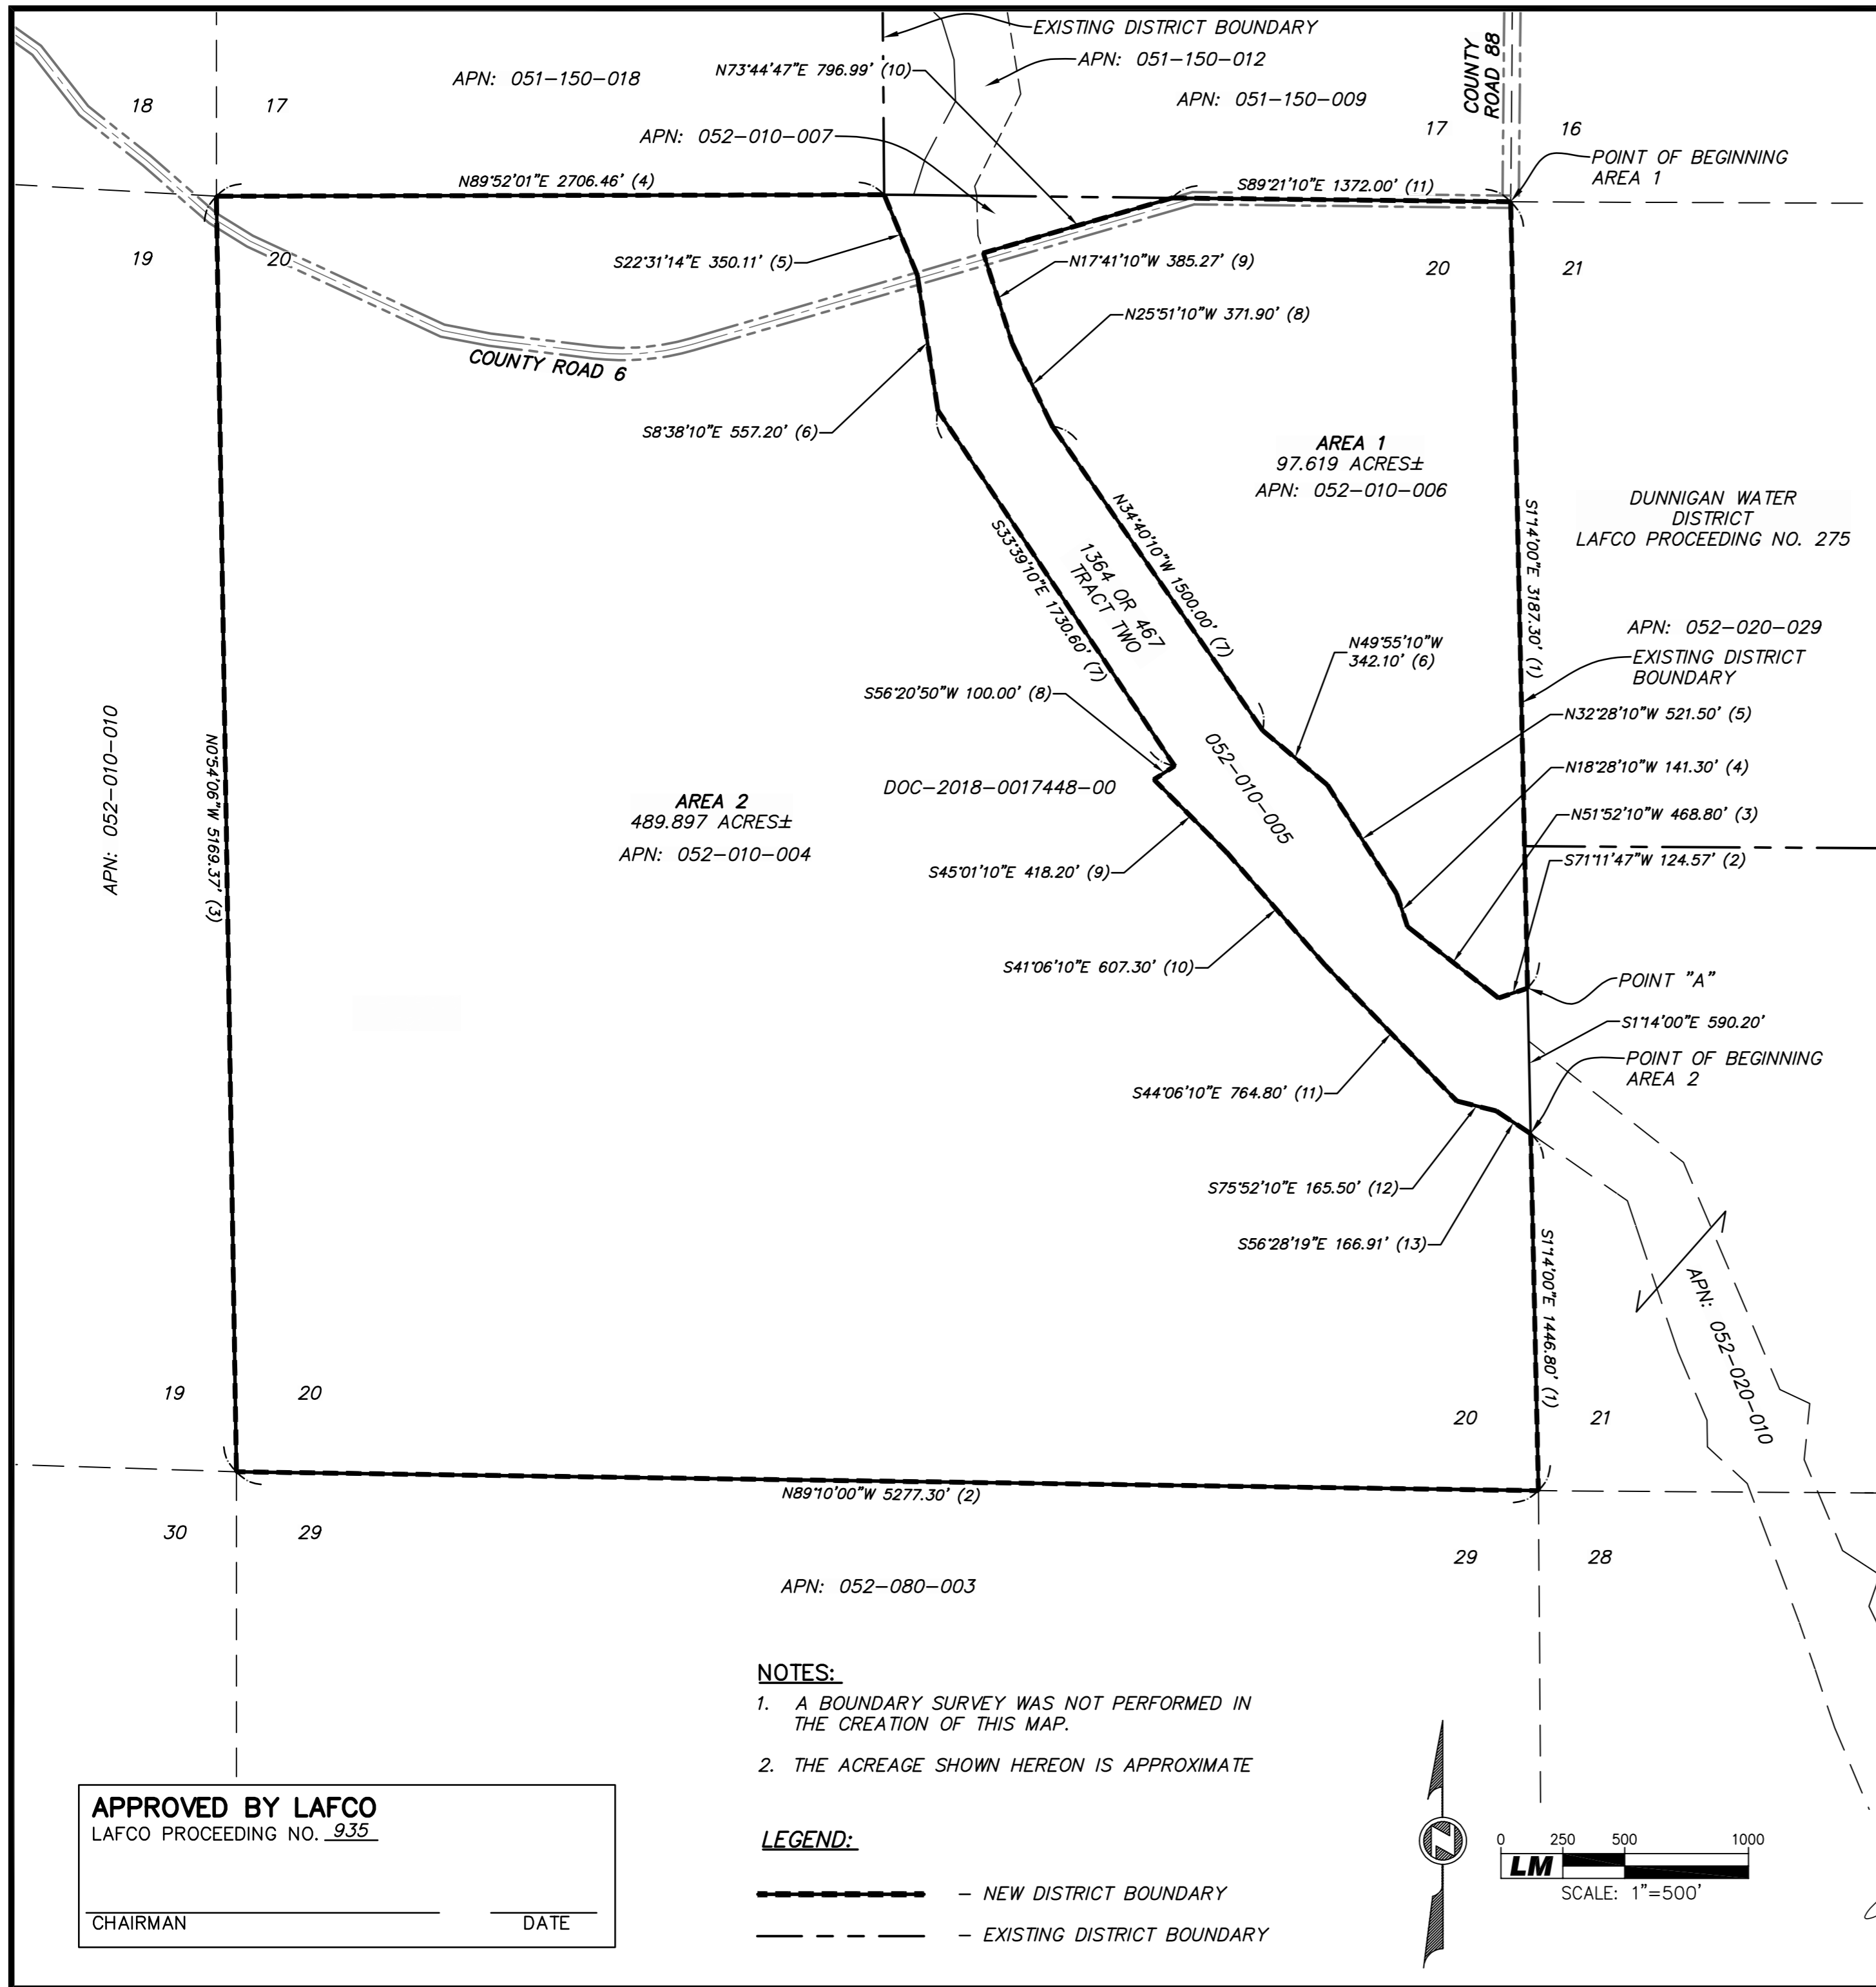 EXISTING DISTRICT BOUNDARY
APN: 051-150-012
APN: 051-150-018
N73°44'47"E 796.99' (10)
APN: 051-150-009
COUNTY
ROAD 88
18
17
17
16
APN: 052-010-007
POINT OF BEGINNING
AREA 1
N89°52'01"E 2706.46' (4)
S89°21'10"E 1372.00' (11)
19
20
S22°31'14"E 350.11' (5)
N17°41'10"W 385.27' (9)
20
21
N25°51'10"W 371.90' (8)
COUNTY ROAD 6
S8°38'10"E 557.20' (6)
AREA 1
97.619 ACRES±
APN: 052-010-006
DUNNIGAN WATER
DISTRICT
LAFCO PROCEEDING NO. 275
S1°14'00"E 3187.30' (1)
N34°40'10"W 1500.00' (7)
1364 OR 467
TRACT TWO
S33°39'10"E 1730.60' (7)
APN: 052-020-029
EXISTING DISTRICT
BOUNDARY
N49°55'10"W
342.10' (6)
S56°20'50"W 100.00' (8)
N32°28'10"W 521.50' (5)
APN: 052-010-010
N0°54'06"W 5169.37' (3)
052-010-005
N18°28'10"W 141.30' (4)
DOC-2018-0017448-00
AREA 2
489.897 ACRES±
APN: 052-010-004
N51°52'10"W 468.80' (3)
S71°11'47"W 124.57' (2)
S45°01'10"E 418.20' (9)
S41°06'10"E 607.30' (10)
POINT "A"
S1°14'00"E 590.20'
POINT OF BEGINNING
AREA 2
S44°06'10"E 764.80' (11)
S75°52'10"E 165.50' (12)
S56°28'19"E 166.91' (13)
S1°14'00"E 1446.80' (1)
APN: 052-020-010
19
20
20
21
N89°10'00"W 5277.30' (2)
30
29
29
28
APN: 052-080-003
NOTES:
1. A BOUNDARY SURVEY WAS NOT PERFORMED IN
THE CREATION OF THIS MAP.
2. THE ACREAGE SHOWN HEREON IS APPROXIMATE
APPROVED BY LAFCO
LAFCO PROCEEDING NO. 935
CHAIRMAN
DATE
LEGEND:
- NEW DISTRICT BOUNDARY
- EXISTING DISTRICT BOUNDARY
N
0 250 500 1000
LM
SCALE: 1"=500'